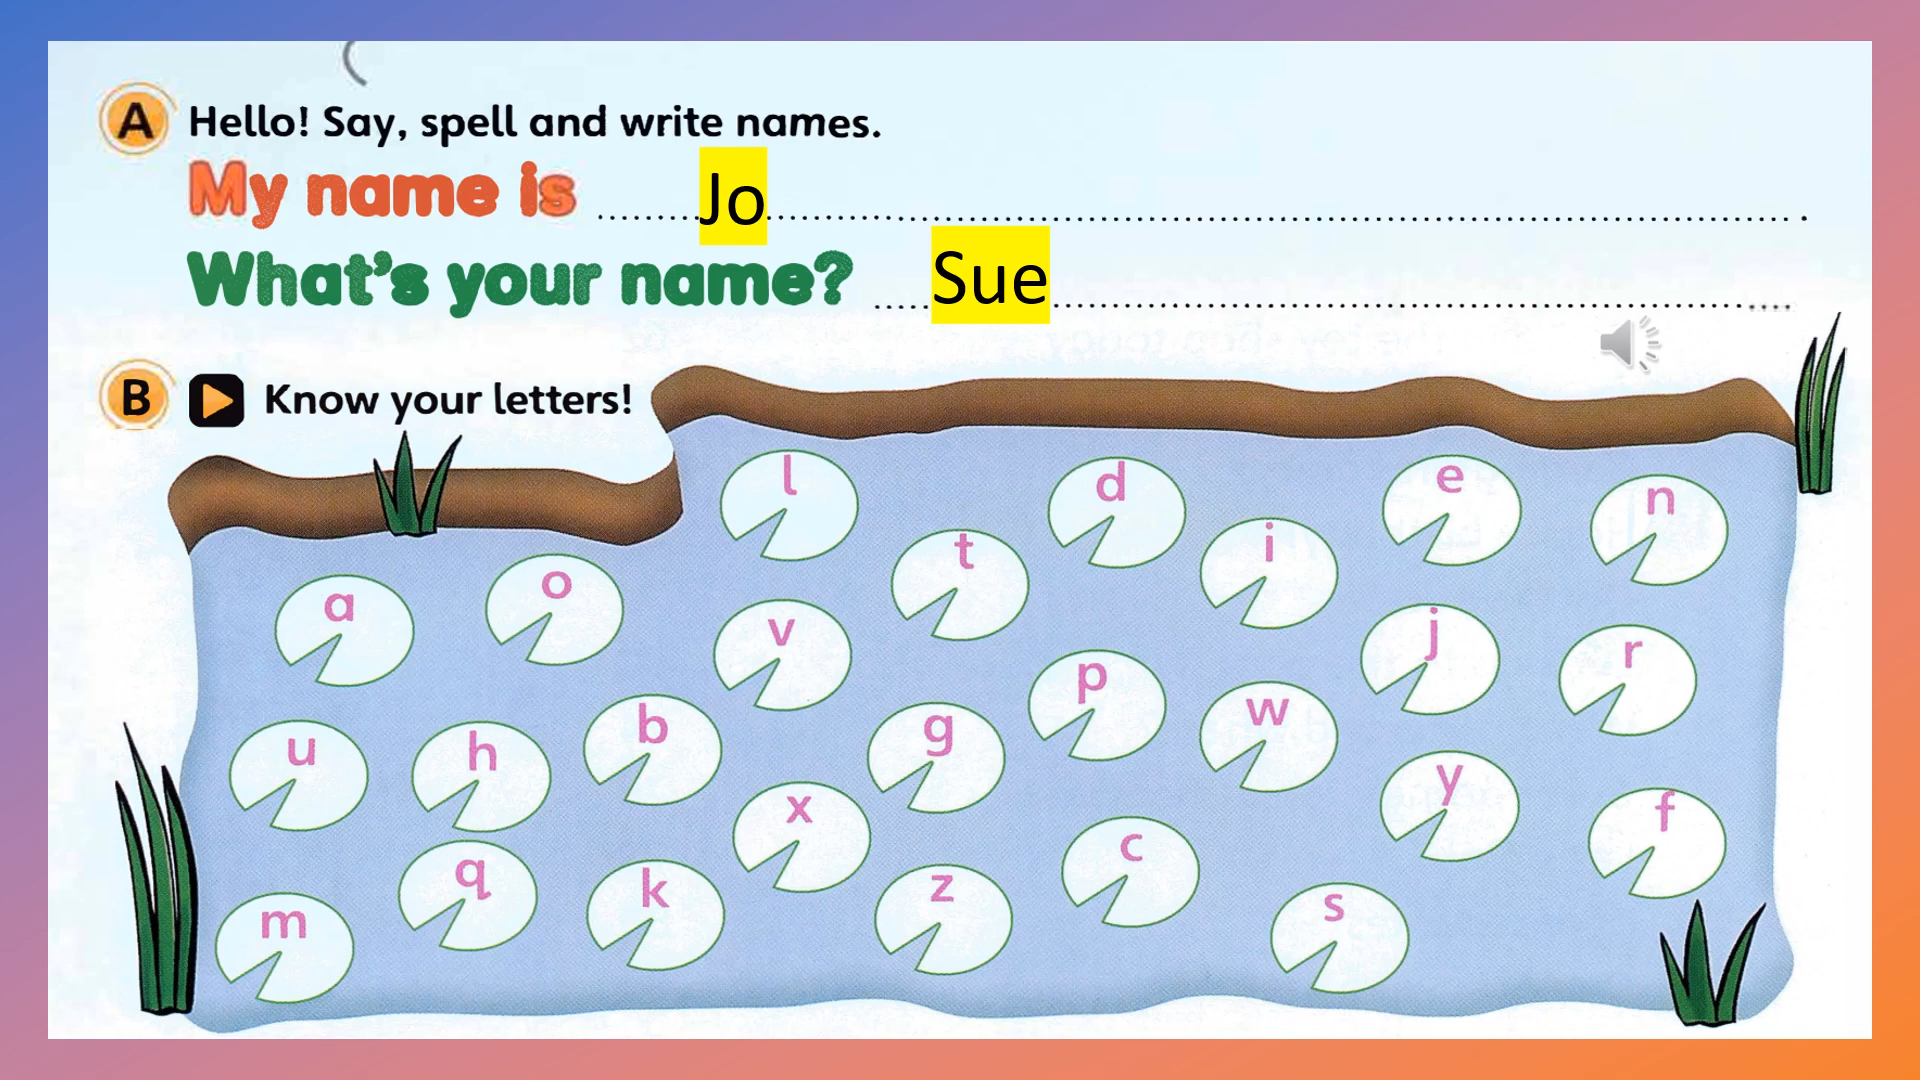 A Hello! Say, spell and write names.
My name is ........Jo.......................................................................... .
What's your name? ....Sue..................................................
B Know your letters!
l d e n
t i
a o v j r
p
u h b g w y
x f
q k z c s
m